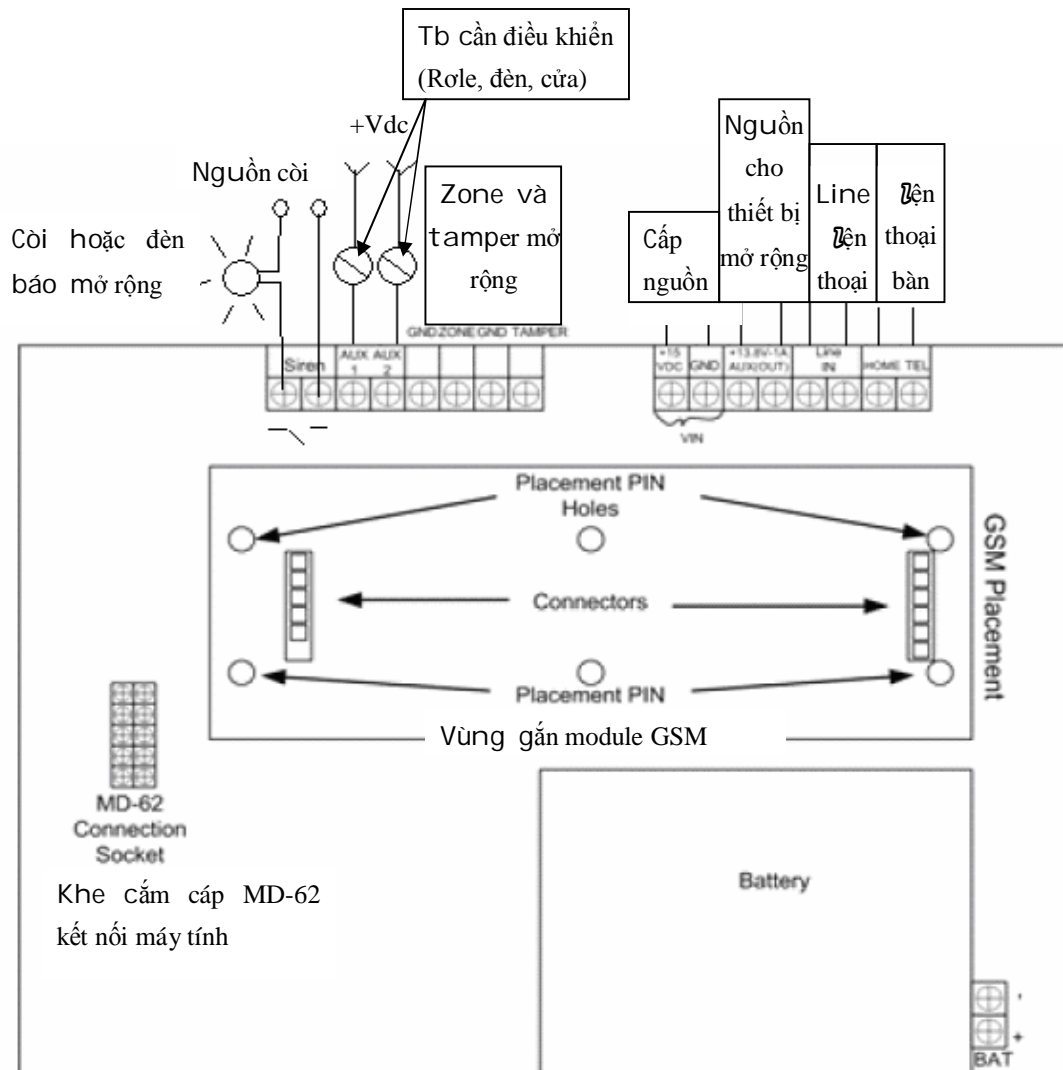 Tb cần điều khiển
(Rơle, đèn, cửa)
+Vdc
Nguồn còi
Còi hoặc đèn
báo mở rộng
Zone và
tamper mở
rộng
Cấp
nguồn
Nguồn
cho
thiết bị
mở rộng
Line
lện
thoại
lện
thoại
bàn
GND ZONE GND TAMPER
Siren
AUX
1
AUX
2
+15
VDC
GND
+13.8V-1A
AUX(OUT)
Line
IN
HOME TEL
VIN
Placement PIN
Holes
Connectors
Placement PIN
Vùng gắn module GSM
GSM Placement
MD-62
Connection
Socket
Khe cắm cáp MD-62
kết nối máy tính
Battery
-
+
BAT